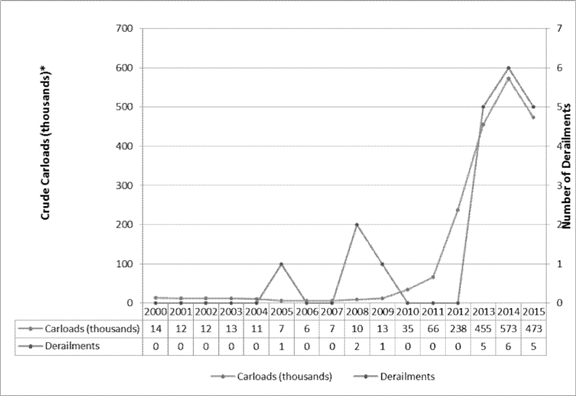 700
600
500
400
300
200
100
0
Crude Carloads (thousands)*
7
6
5
4
3
2
1
0
Number of Derailments
2000 2001 2002 2003 2004 2005 2006 2007 2008 2009 2010 2011 2012 2013 2014 2015
Carloads (thousands) 14 12 12 13 11 7 6 7 10 13 35 66 238 455 573 473
Derailments 0 0 0 0 0 1 0 0 2 1 0 0 0 5 6 5
Carloads (thousands) Derailments